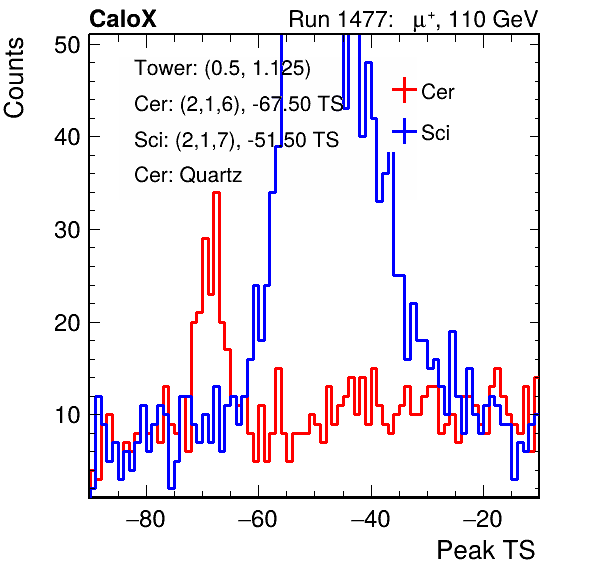 CaloX Run 1477: μ⁺, 110 GeV
Counts
50
40
30
20
10
Tower: (0.5, 1.125)
Cer: (2,1,6), -67.50 TS
Sci: (2,1,7), -51.50 TS
Cer: Quartz
Cer
Sci
−80 −60 −40 −20
Peak TS